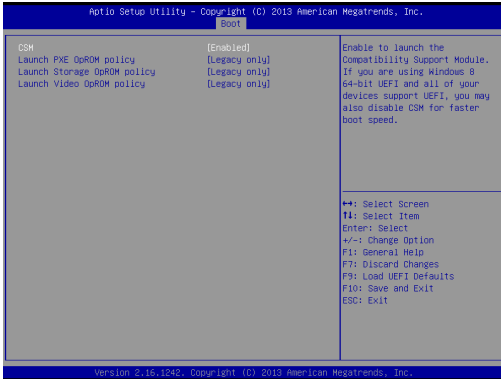 Aptio Setup Utility – Copyright (C) 2013 American Megatrends, Inc.
Boot
CSM [Enabled]
Launch PXE OpROM policy [Legacy only]
Launch Storage OpROM policy [Legacy only]
Launch Video OpROM policy [Legacy only]
Enable to launch the
Compatibility Support Module.
If you are using Windows 8
64-bit UEFI and all of your
devices support UEFI, you may
also disable CSM for faster
boot speed.
↔: Select Screen
↑↓: Select Item
Enter: Select
+/-: Change Option
F1: General Help
F7: Discard Changes
F9: Load UEFI Defaults
F10: Save and Exit
ESC: Exit
Version 2.16.1242. Copyright (C) 2013 American Megatrends, Inc.